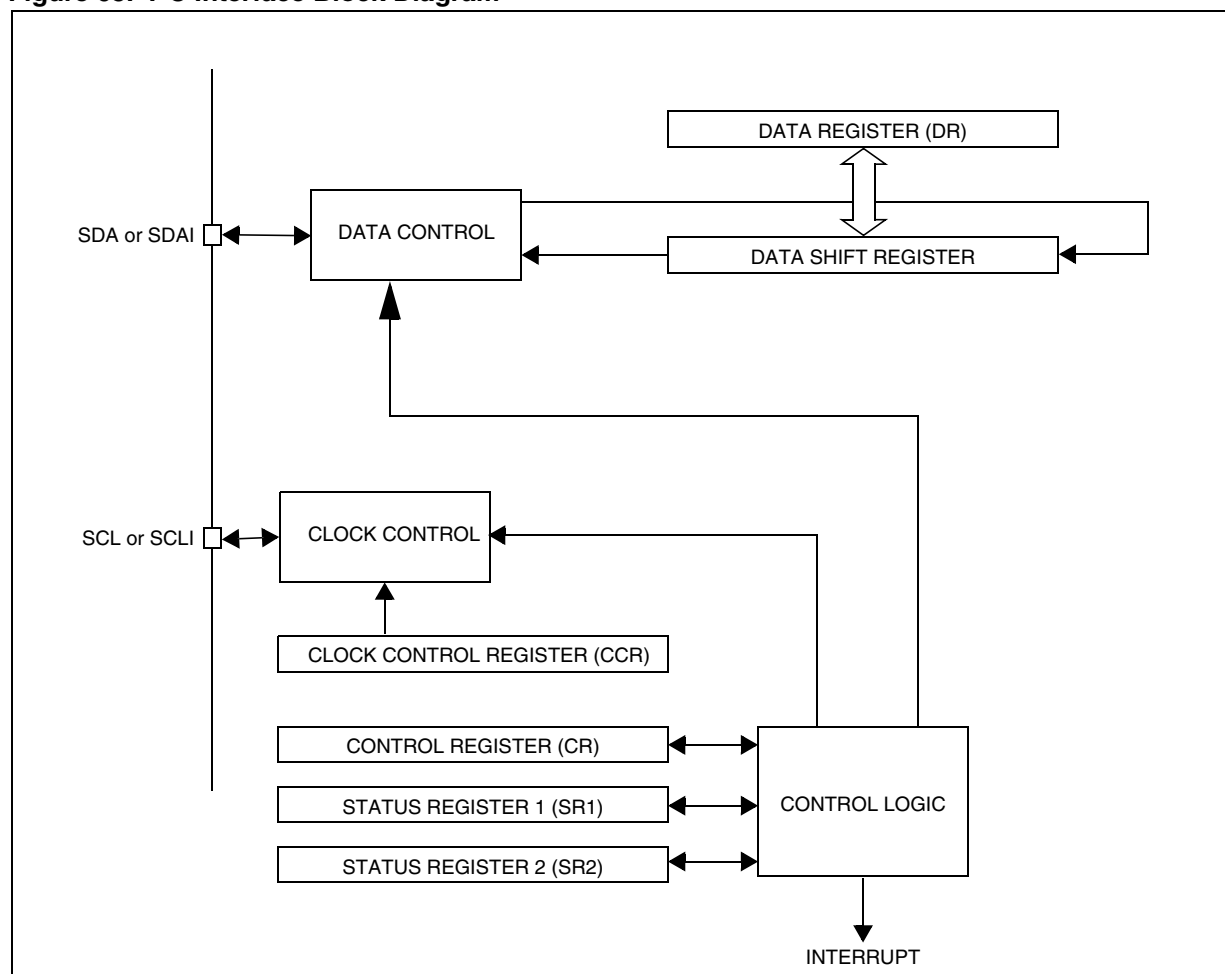 DATA REGISTER (DR)
SDA or SDAI
DATA CONTROL
DATA SHIFT REGISTER
SCL or SCLI
CLOCK CONTROL
CLOCK CONTROL REGISTER (CCR)
CONTROL REGISTER (CR)
STATUS REGISTER 1 (SR1)
CONTROL LOGIC
STATUS REGISTER 2 (SR2)
INTERRUPT